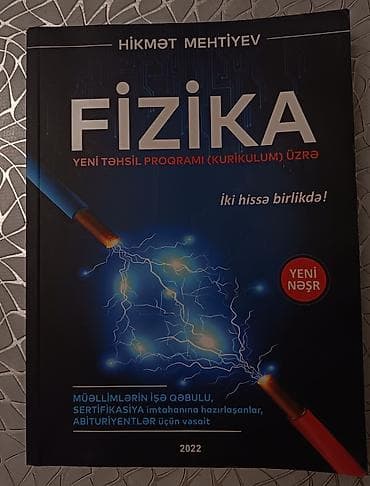 HİKMƏT MEHTİYEV
FİZİKA
YENİ TƏHSİL PROQRAMI (KURİKULUM) ÜZRƏ
İki hissə birlikdə!
YENİ
NƏŞR
MÜƏLLİMLƏRİN İŞƏ QƏBULU,
SERTİFİKASİYA imtahanına hazırlaşanlar,
ABİTURİYENTLƏR üçün vəsait
2022